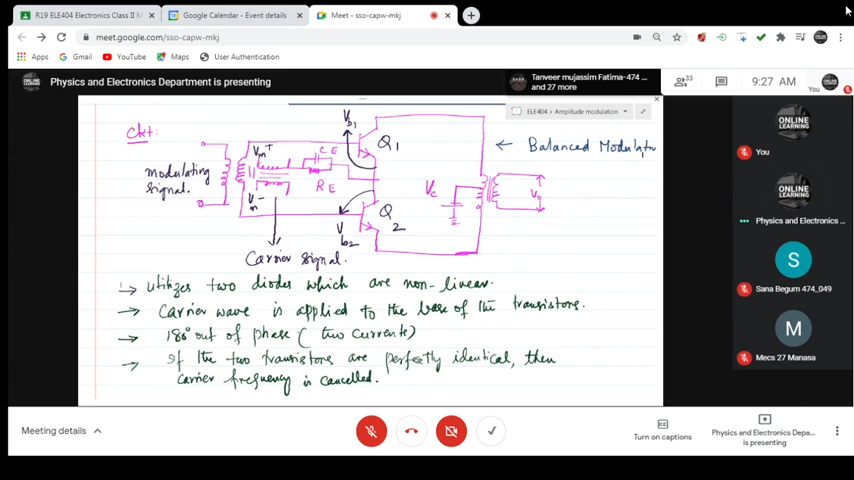 R19 ELE404 Electronics Class II M
Google Calendar - Event details
Meet - sso-capw-mkj
meet.google.com/sso-capw-mkj
Apps
Gmail
YouTube
Maps
User Authentication
Physics and Electronics Department is presenting
Tanveer mujassim Fatima-474 ...
and 27 more
33
9:27 AM
You
ELE404 > Amplitude modulation
Ckt:
modulating
signal.
Vm+
Vm-
CE
RE
Vb1
Q1
Q2
Vb2
Vc
Vo
← Balanced Modulator
Carrier signal.
→ utilizes two diodes which are non-linear.
→ Carrier wave is applied to the base of the transistors.
→ 180° out of phase (two currents)
→ If the two transistors are perfectly identical, then
carrier frequency is cancelled.
ONLINE LEARNING
You
ONLINE LEARNING
Physics and Electronics ...
S
Sana Begum 474_049
M
Mecs 27 Manasa
Meeting details
Turn on captions
Physics and Electronics Depa...
is presenting